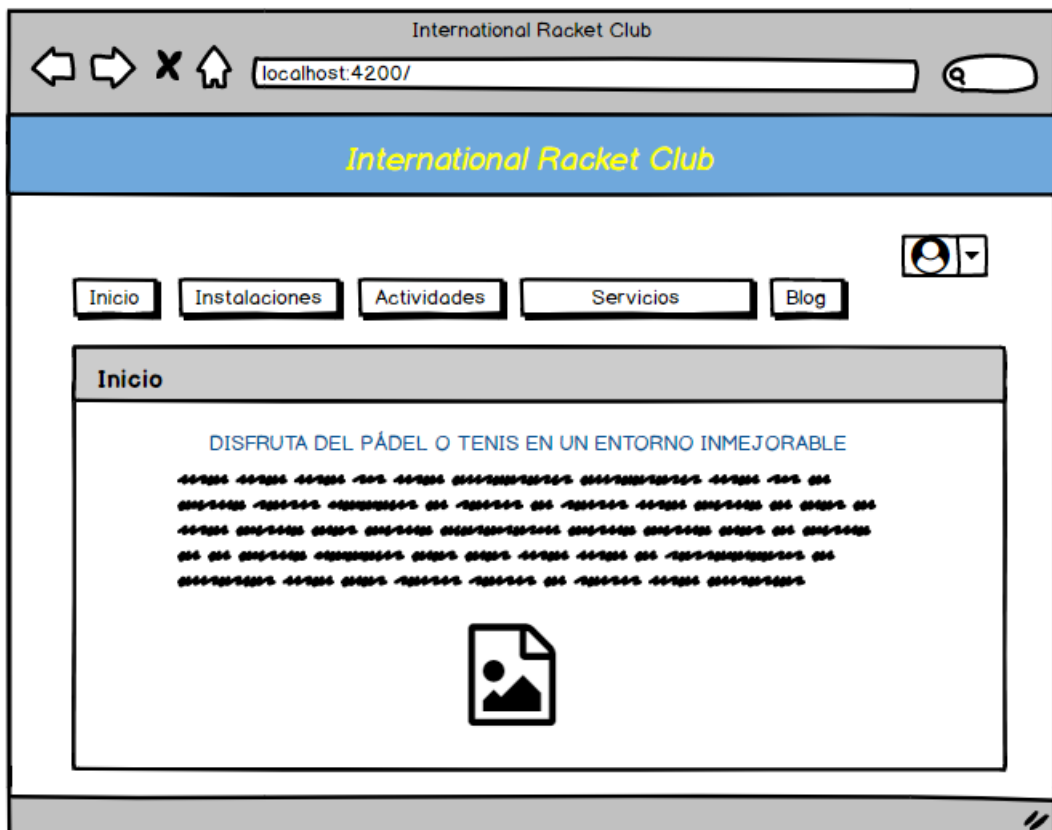 International Racket Club
localhost:4200/
International Racket Club
Inicio Instalaciones Actividades Servicios Blog
Inicio
DISFRUTA DEL PÁDEL O TENIS EN UN ENTORNO INMEJORABLE